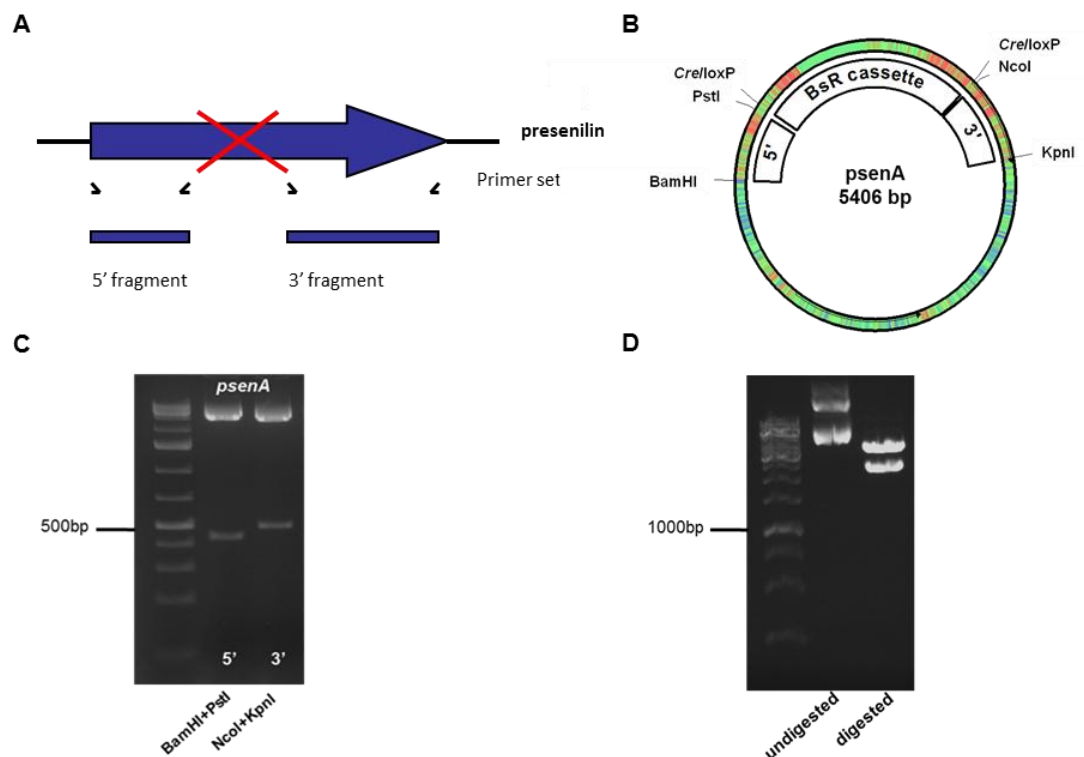 A
presenilin
Primer set
5' fragment
3' fragment
B
Cre/loxP
PstI
Cre/loxP
NcoI
BsR cassette
5'
3'
KpnI
BamHI
psenA
5406 bp
C
psenA
500bp
5'
3'
BamHI+PstI
NcoI+KpnI
D
1000bp
undigested
digested